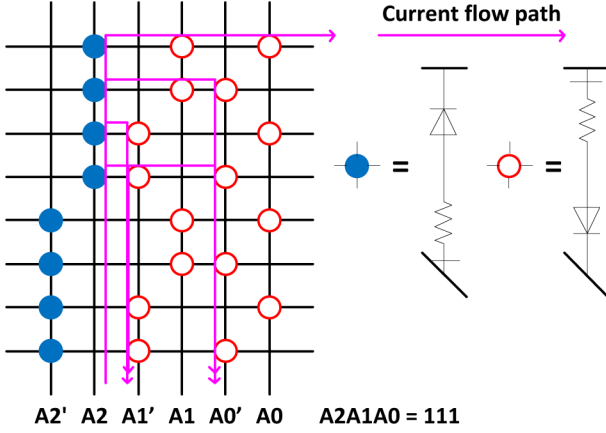 Current flow path
=
=
A2' A2 A1’ A1 A0’ A0 A2A1A0 = 111